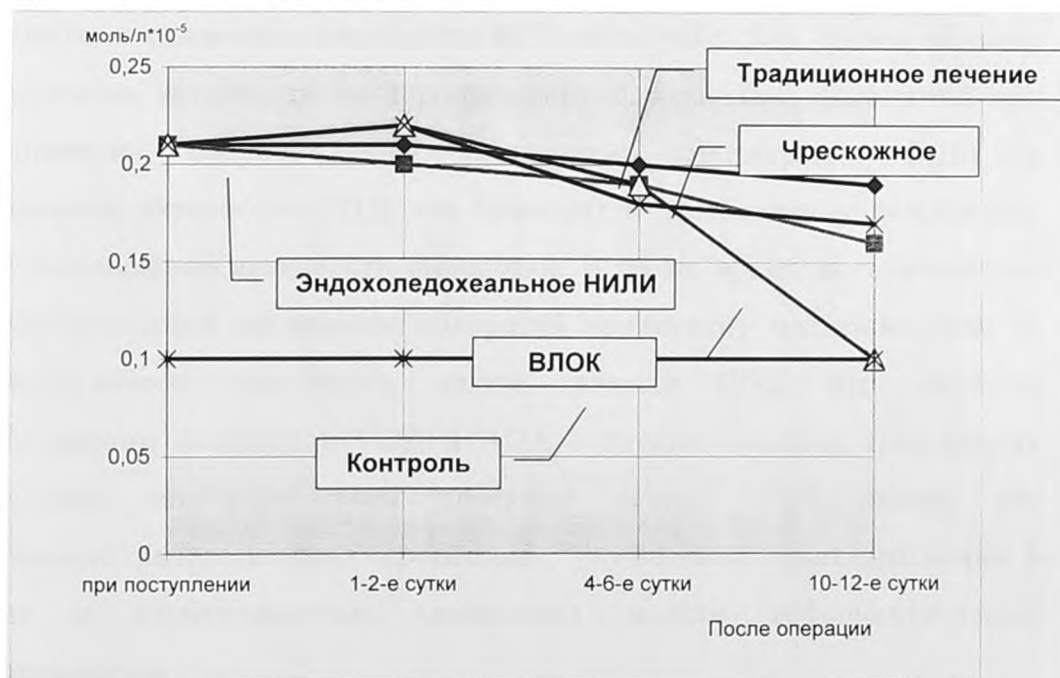 моль/л*10⁻⁵
0,25
0,2
0,15
0,1
0,05
0
Традиционное лечение
Чрескожное
Эндохоледохеальное НИЛИ
ВЛОК
Контроль
при поступлении
1-2-е сутки
4-6-е сутки
10-12-е сутки
После операции